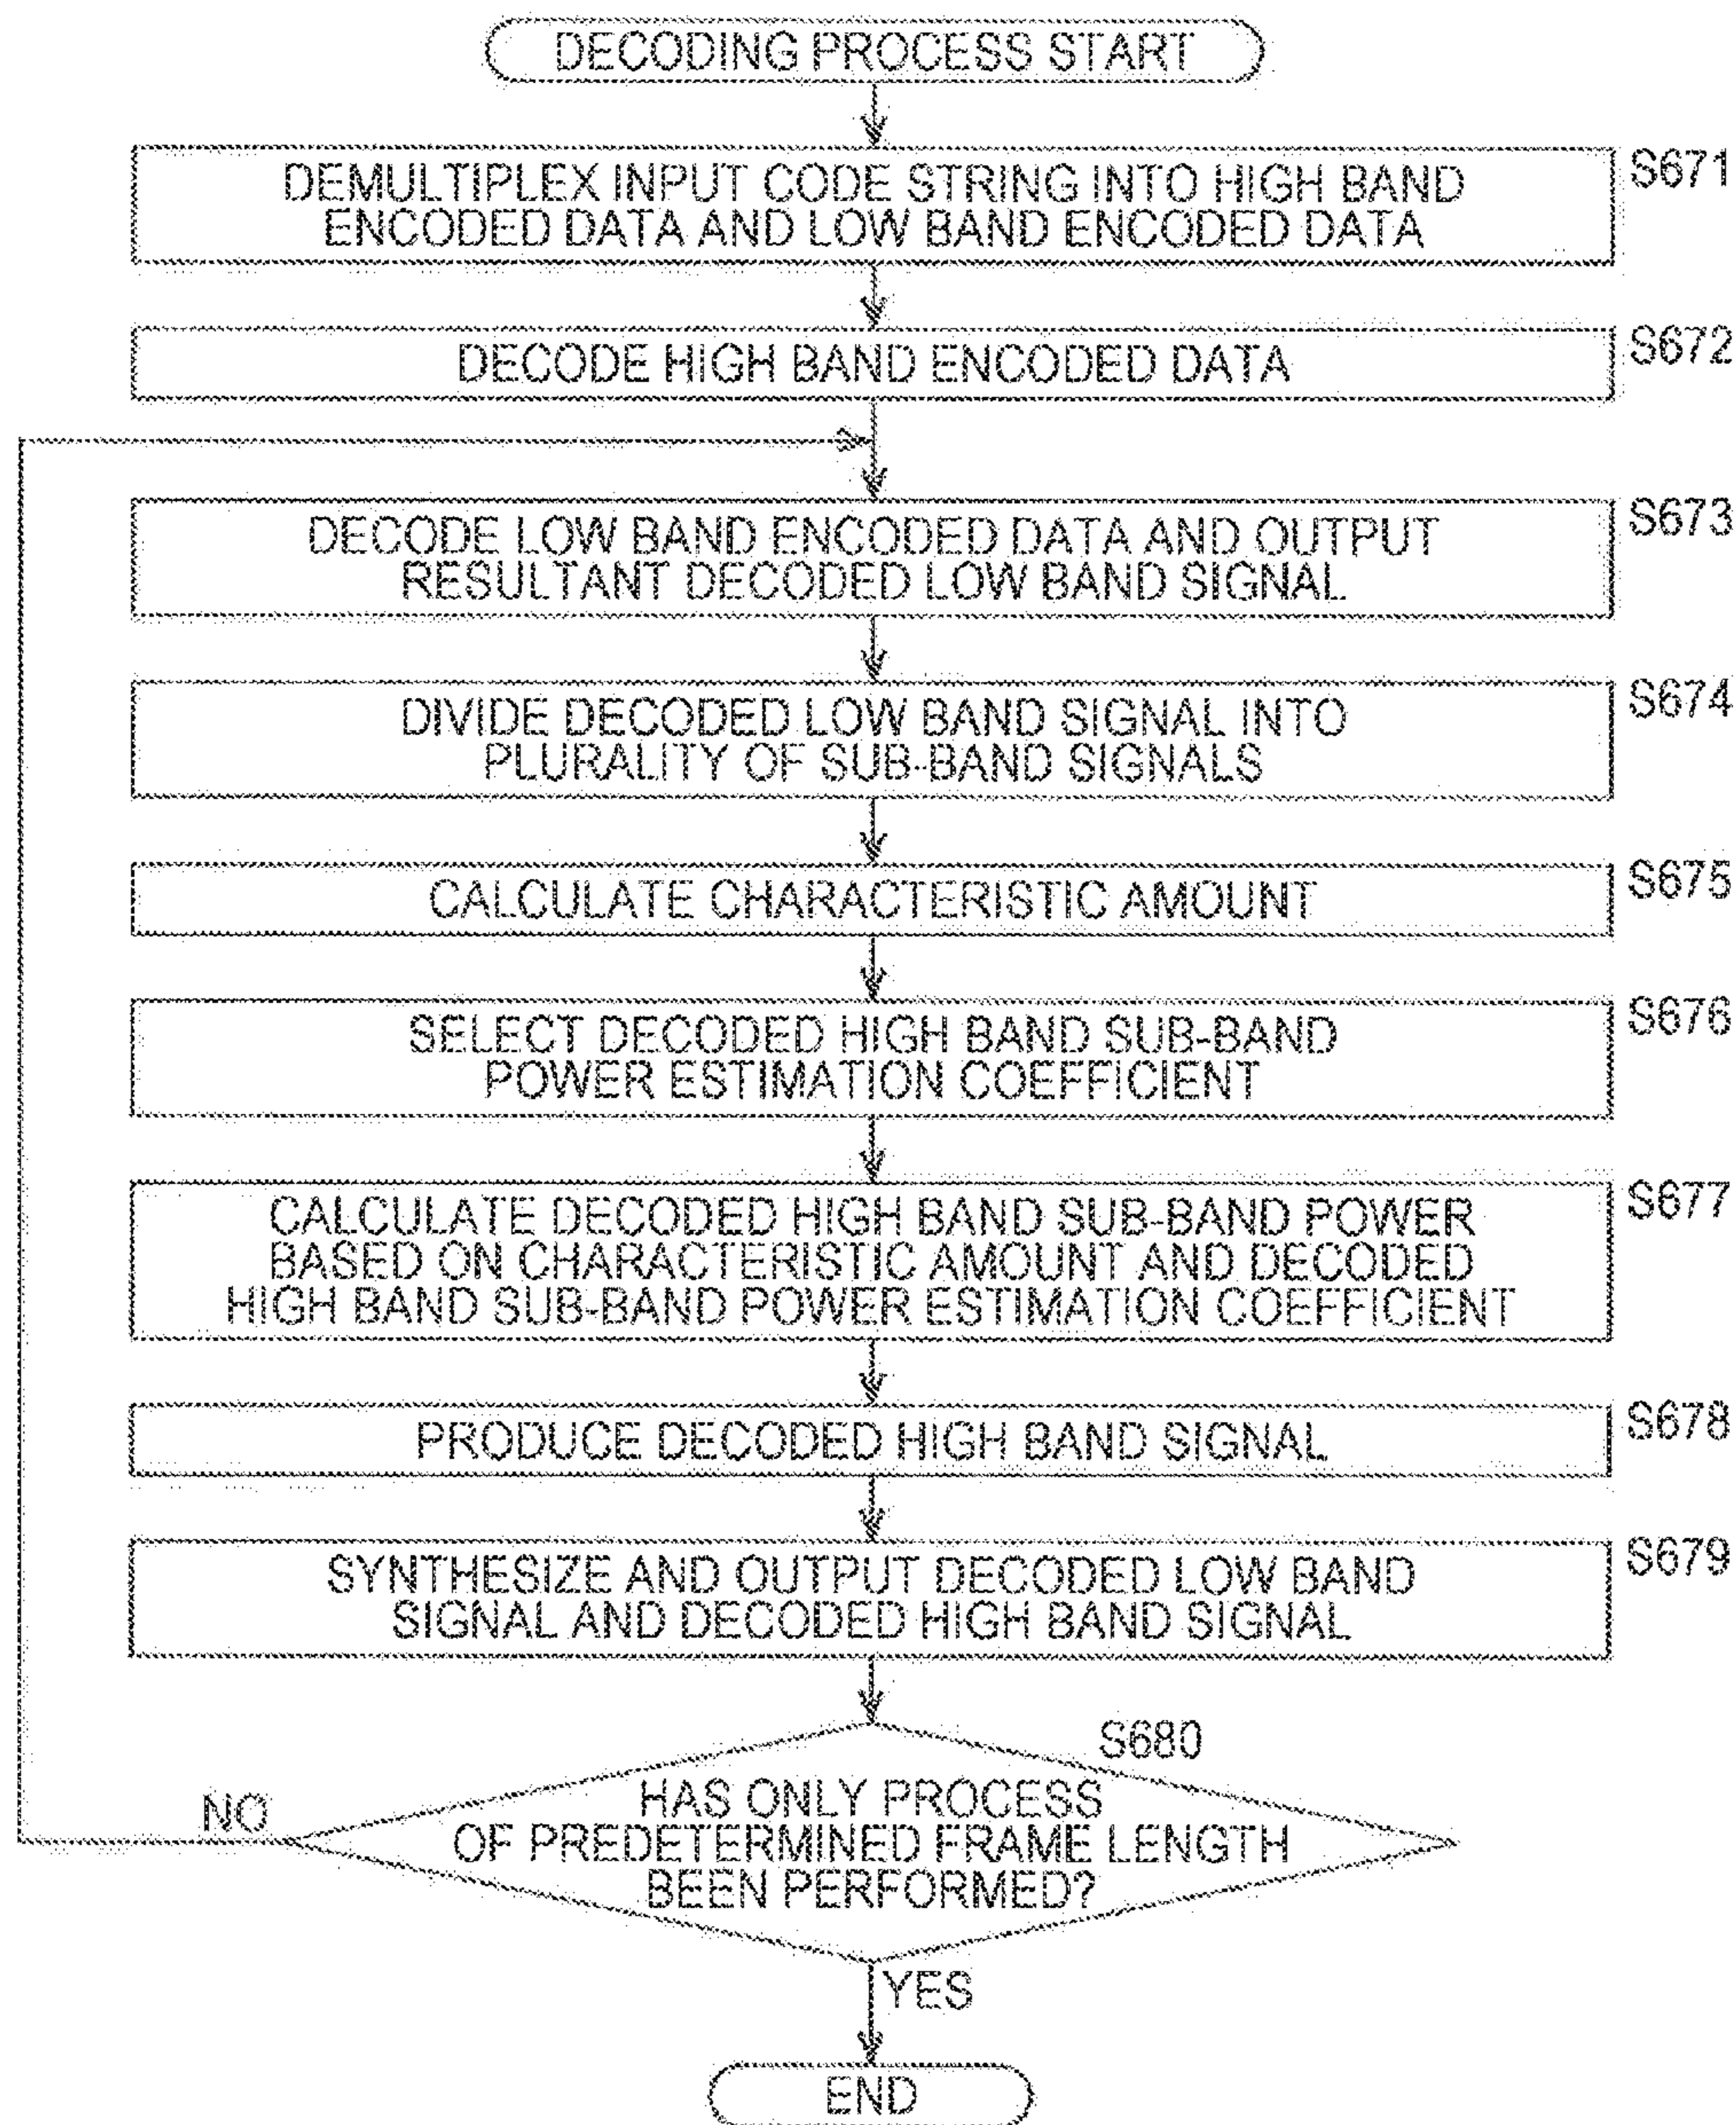 DECODING PROCESS START
DEMULTIPLEX INPUT CODE STRING INTO HIGH BAND
ENCODED DATA AND LOW BAND ENCODED DATA
S671
DECODE HIGH BAND ENCODED DATA
S672
DECODE LOW BAND ENCODED DATA AND OUTPUT
RESULTANT DECODED LOW BAND SIGNAL
S673
DIVIDE DECODED LOW BAND SIGNAL INTO
PLURALITY OF SUB-BAND SIGNALS
S674
CALCULATE CHARACTERISTIC AMOUNT
S675
SELECT DECODED HIGH BAND SUB-BAND
POWER ESTIMATION COEFFICIENT
S676
CALCULATE DECODED HIGH BAND SUB-BAND POWER
BASED ON CHARACTERISTIC AMOUNT AND DECODED
HIGH BAND SUB-BAND POWER ESTIMATION COEFFICIENT
S677
PRODUCE DECODED HIGH BAND SIGNAL
S678
SYNTHESIZE AND OUTPUT DECODED LOW BAND
SIGNAL AND DECODED HIGH BAND SIGNAL
S679
S680
HAS ONLY PROCESS
OF PREDETERMINED FRAME LENGTH
BEEN PERFORMED?
NO
YES
END